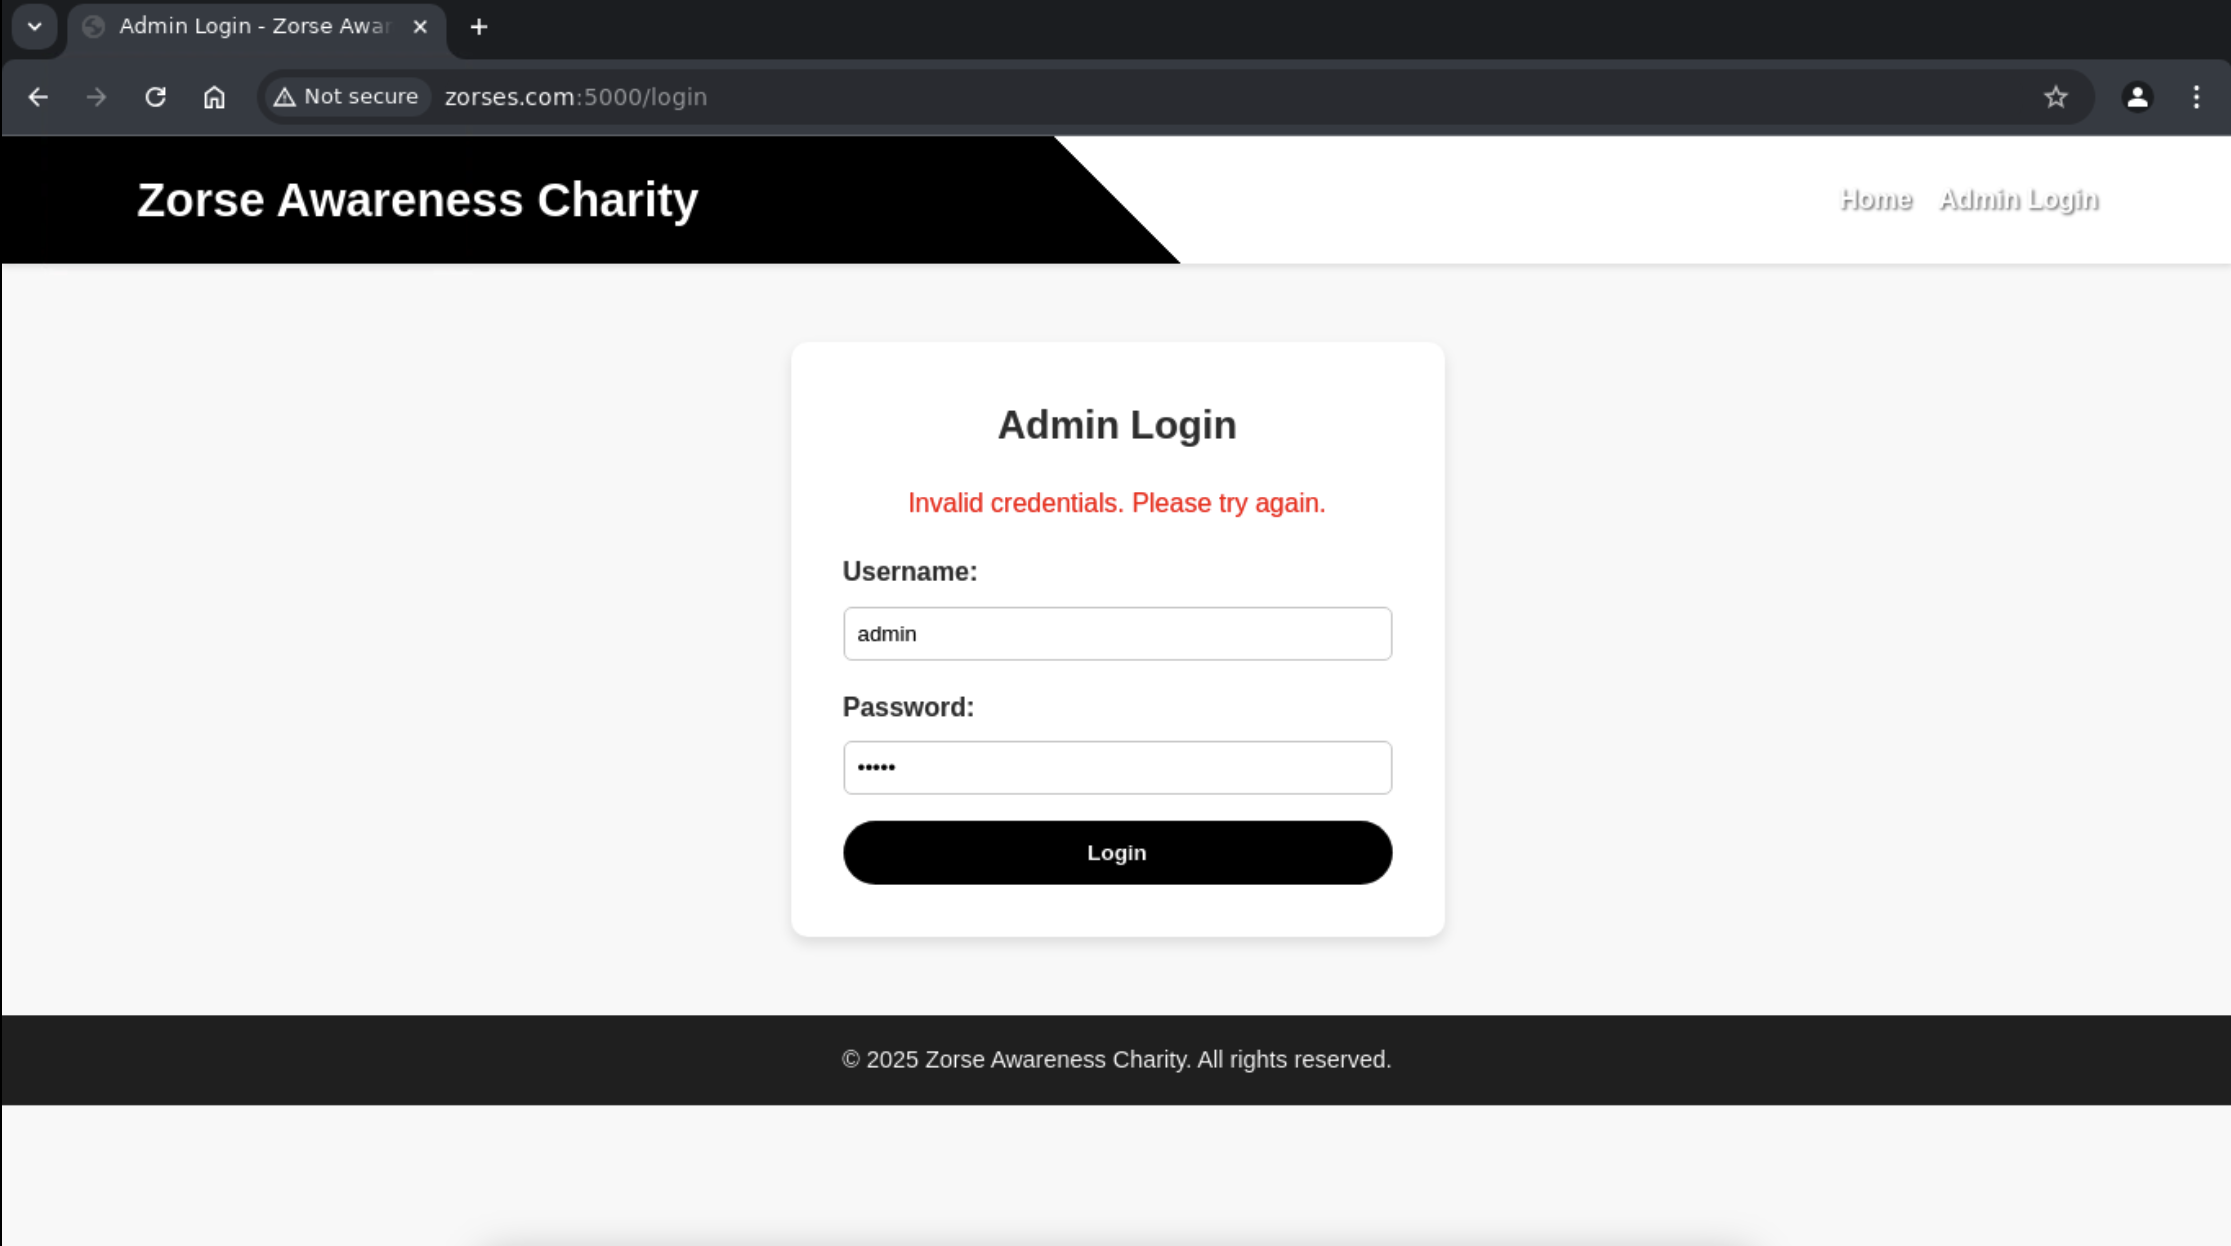 Admin Login - Zorse Awar
Not secure zorses.com:5000/login
Zorse Awareness Charity
Home Admin Login
Admin Login
Invalid credentials. Please try again.
Username:
admin
Password:
•••••
Login
© 2025 Zorse Awareness Charity. All rights reserved.